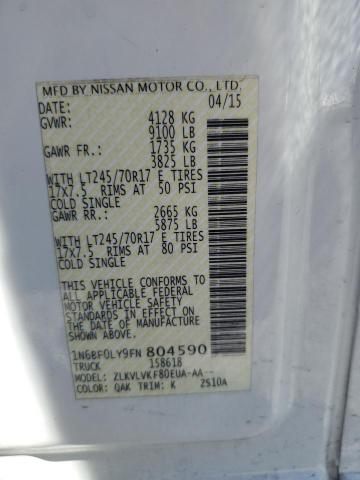 MFD BY NISSAN MOTOR CO., LTD.
DATE: 04/15
GVWR: 4128 KG
9100 LB
GAWR FR.: 1735 KG
3825 LB
WITH LT245/70R17 E TIRES
17X7.5 RIMS AT 50 PSI
COLD SINGLE
GAWR RR.: 2665 KG
5875 LB
WITH LT245/70R17 E TIRES
17X7.5 RIMS AT 80 PSI
COLD SINGLE
THIS VEHICLE CONFORMS TO ALL
APPLICABLE FEDERAL MOTOR
VEHICLE SAFETY STANDARDS
IN EFFECT ON THE DATE OF
MANUFACTURE
SHOWN ABOVE.
1N6BF0LY9FN 804590
TRUCK 158618
MODEL: ZLKVLVKF80EUA-AA--
COLOR: QAK TRIM: K 2S10A